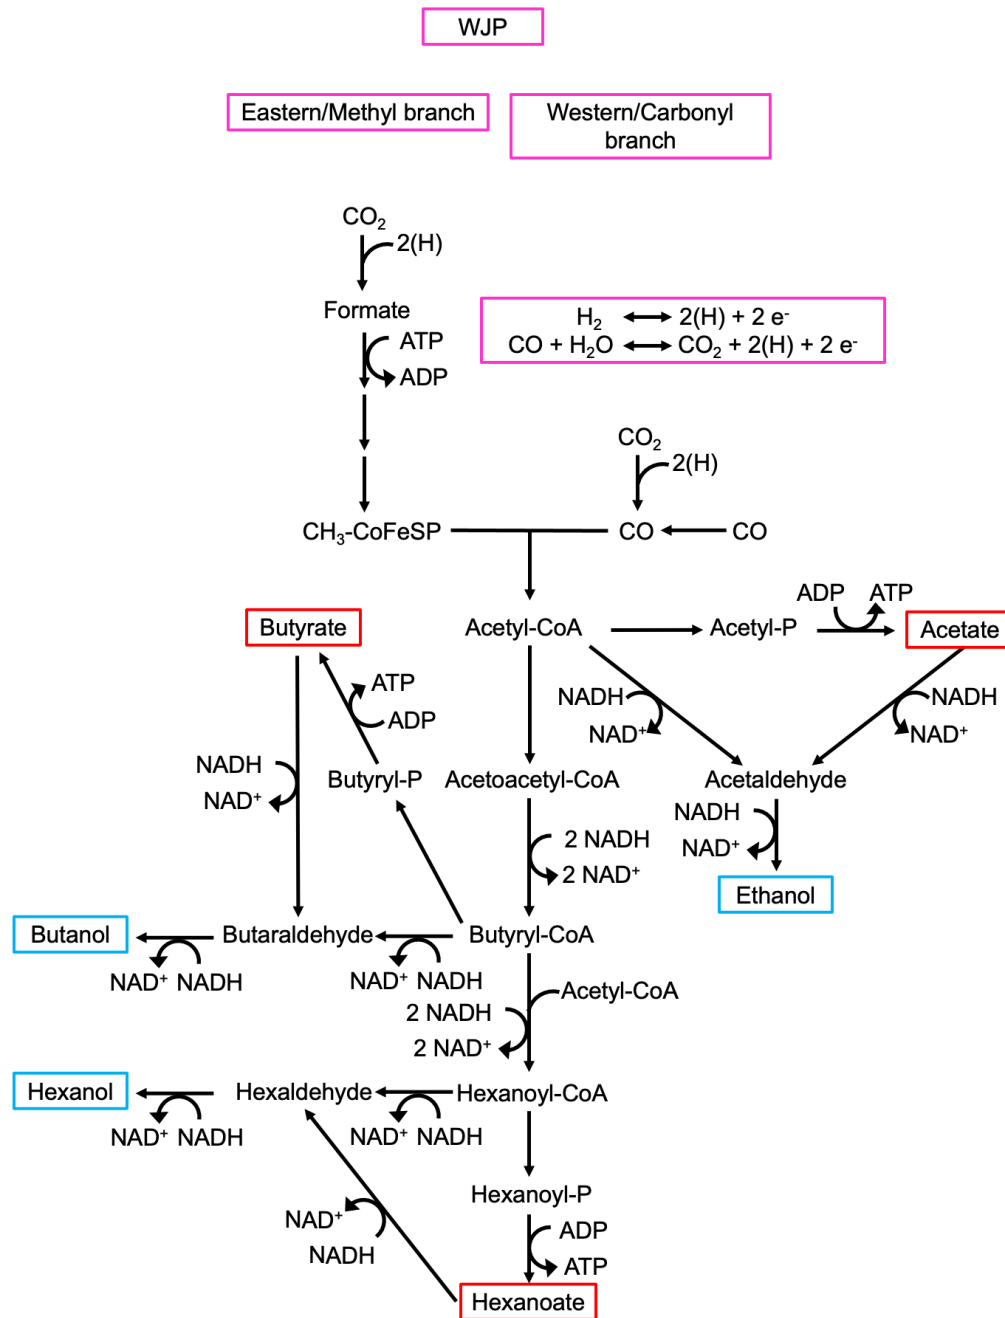 WJP
Eastern/Methyl branch
Western/Carbonyl
branch
CO₂
2(H)
Formate
H₂ ⟷ 2(H) + 2 e⁻
CO + H₂O ⟷ CO₂ + 2(H) + 2 e⁻
ATP
ADP
CO₂
2(H)
CH₃-CoFeSP
CO
CO
ADP
ATP
Butyrate
Acetyl-CoA
Acetyl-P
Acetate
ATP
ADP
NADH
NAD⁺
NADH
NAD⁺
NADH
NAD⁺
Butyryl-P
Acetoacetyl-CoA
Acetaldehyde
NADH
NAD⁺
2 NADH
2 NAD⁺
Ethanol
Butanol
Butaraldehyde
Butyryl-CoA
NAD⁺ NADH
NAD⁺ NADH
Acetyl-CoA
2 NADH
2 NAD⁺
Hexanol
Hexaldehyde
Hexanoyl-CoA
NAD⁺ NADH
NAD⁺ NADH
Hexanoyl-P
NAD⁺
NADH
ADP
ATP
Hexanoate